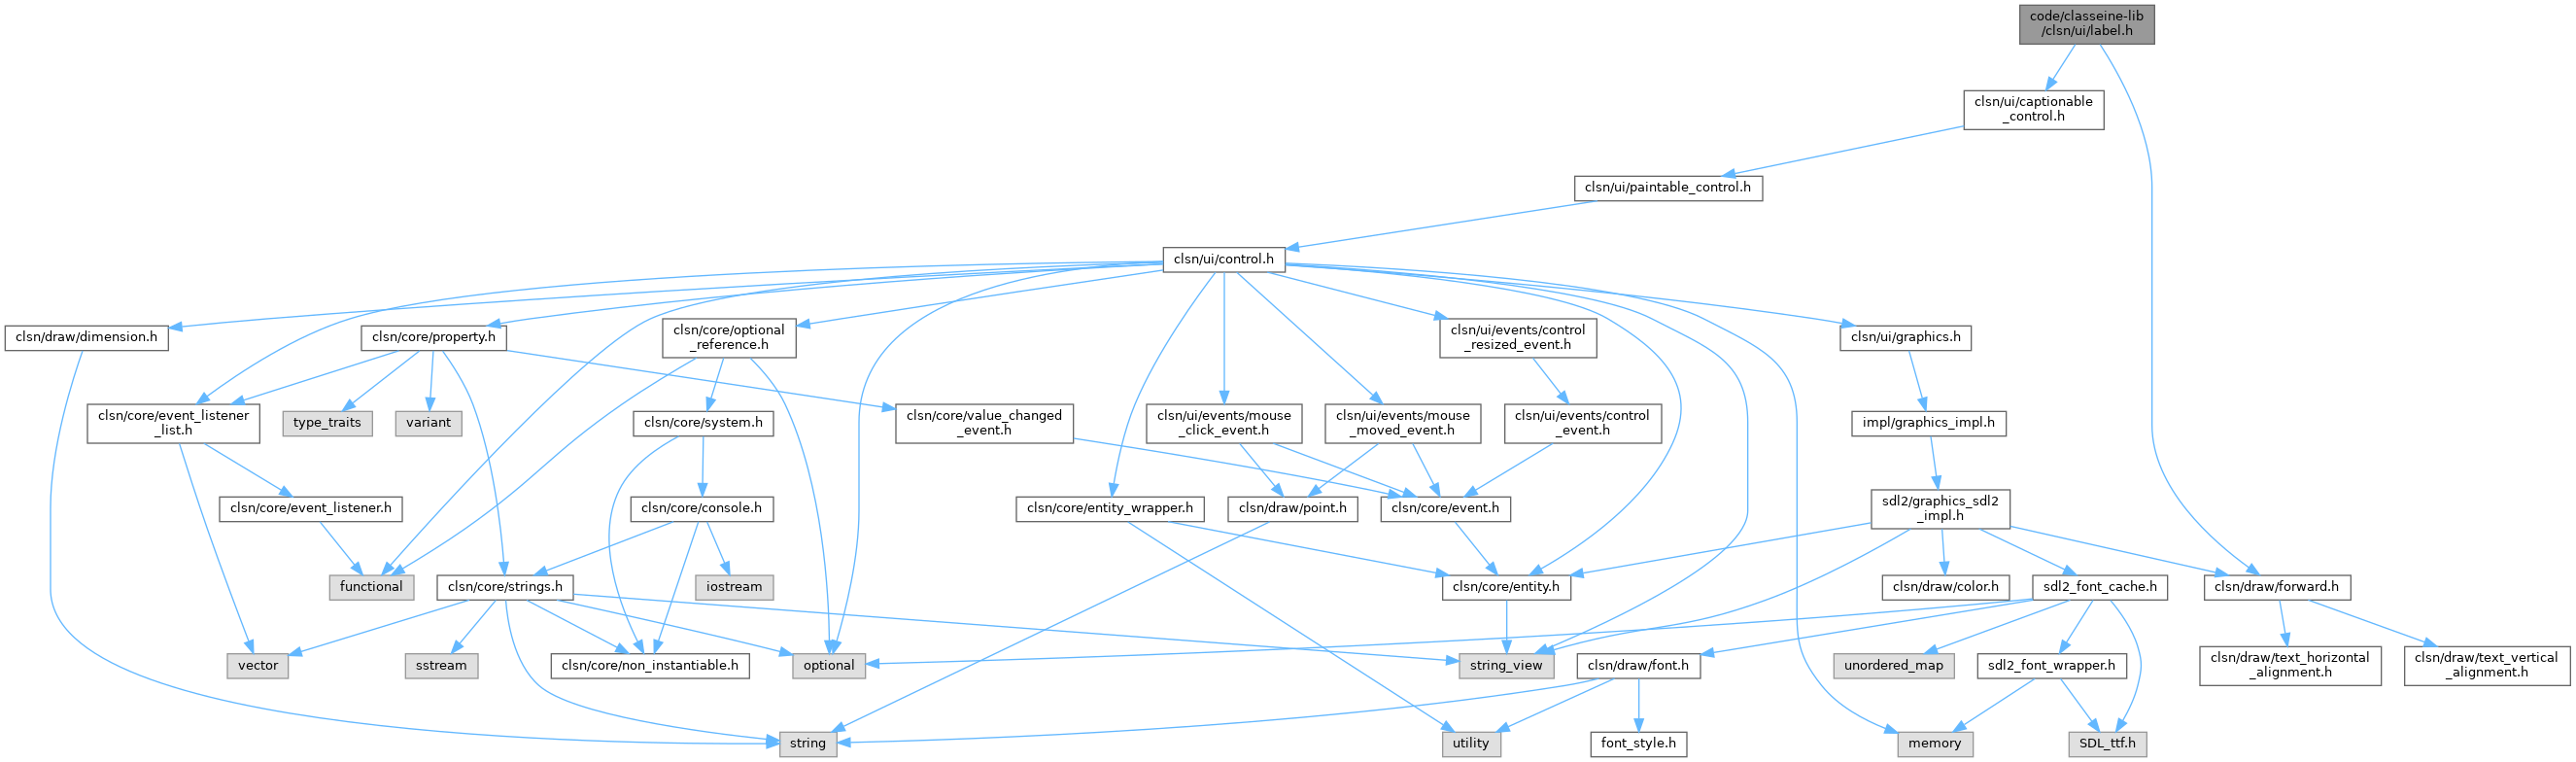 code/classeine-lib
/clsn/ui/label.h
clsn/ui/captionable
_control.h
clsn/ui/paintable_control.h
clsn/ui/control.h
clsn/draw/dimension.h
clsn/core/property.h
clsn/core/optional
_reference.h
clsn/ui/events/control
_resized_event.h
clsn/ui/graphics.h
clsn/core/event_listener
_list.h
type_traits
variant
clsn/core/system.h
clsn/core/value_changed
_event.h
clsn/ui/events/mouse
_click_event.h
clsn/ui/events/mouse
_moved_event.h
clsn/ui/events/control
_event.h
impl/graphics_impl.h
clsn/core/event_listener.h
clsn/core/console.h
clsn/core/entity_wrapper.h
clsn/draw/point.h
clsn/core/event.h
sdl2/graphics_sdl2
_impl.h
functional
clsn/core/strings.h
iostream
clsn/core/entity.h
clsn/draw/color.h
sdl2_font_cache.h
clsn/draw/forward.h
vector
sstream
clsn/core/non_instantiable.h
optional
string_view
clsn/draw/font.h
unordered_map
sdl2_font_wrapper.h
clsn/draw/text_horizontal
_alignment.h
clsn/draw/text_vertical
_alignment.h
string
utility
font_style.h
memory
SDL_ttf.h